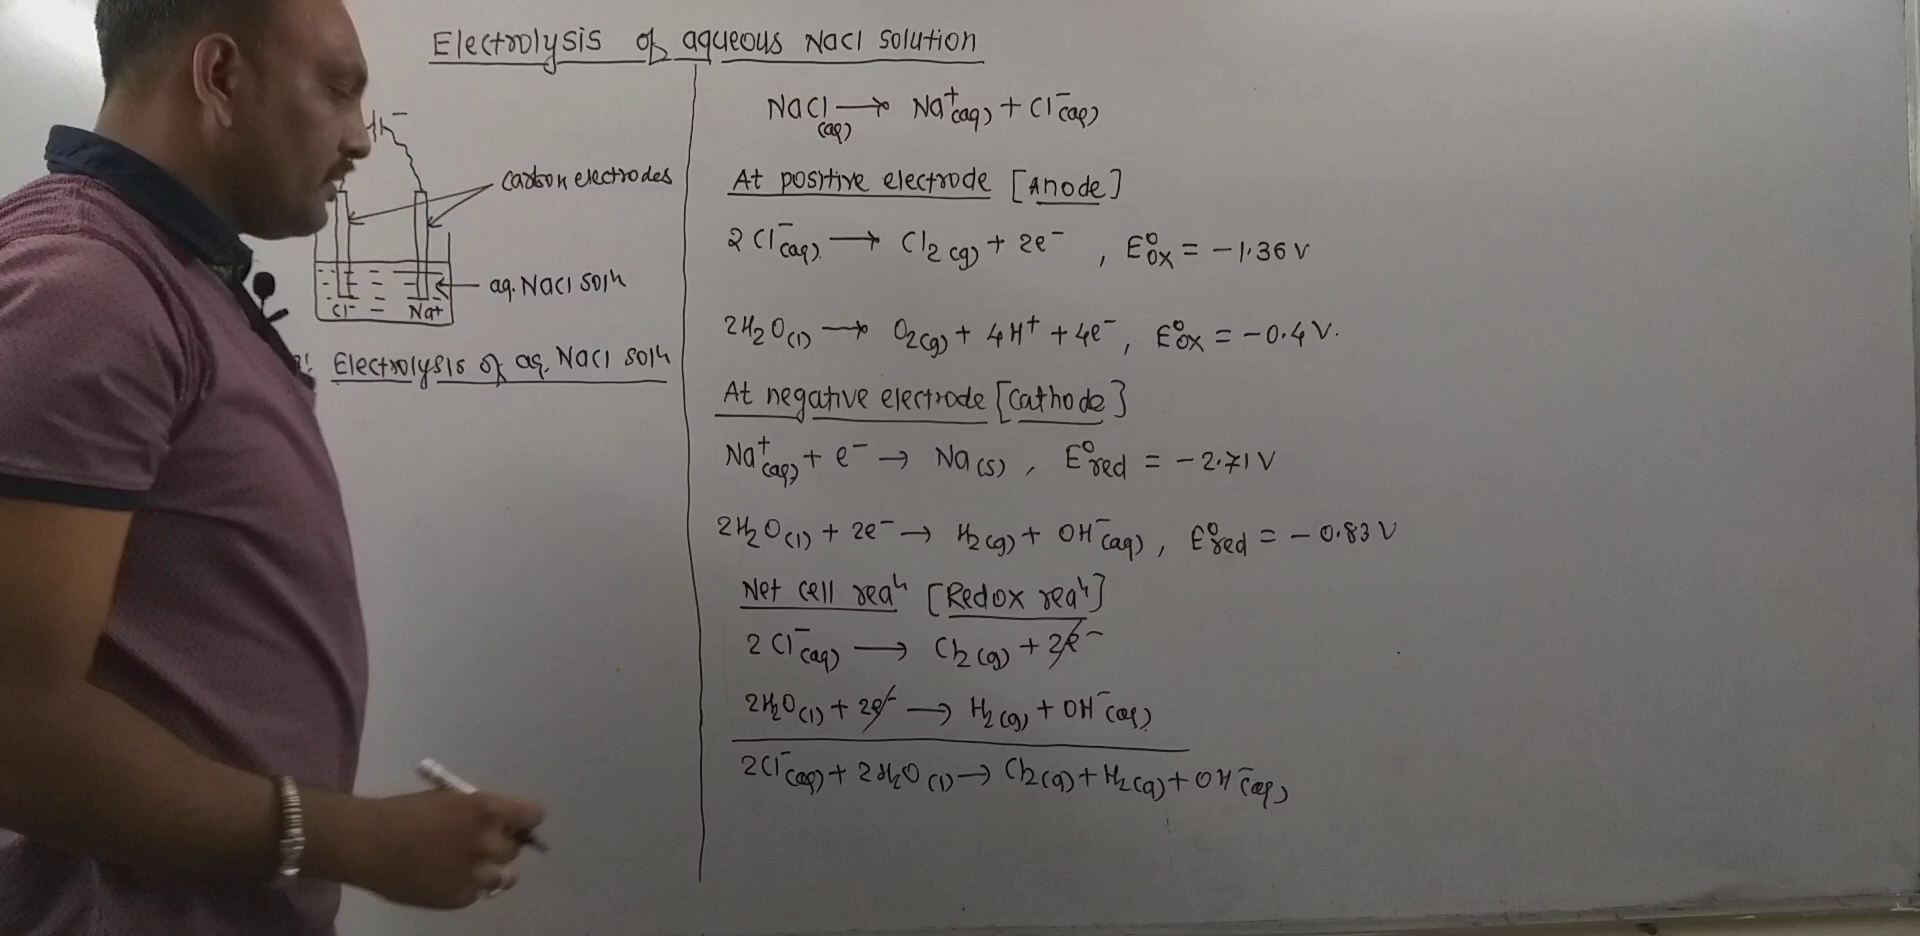 Electrolysis of aqueous NaCl solution
−
carbon electrodes
aq. NaCl soln
Cl⁻ Na⁺
Electrolysis of aq. NaCl soln
NaCl(aq) → Na⁺(aq) + Cl⁻(aq)
At positive electrode [Anode]
2Cl⁻(aq) → Cl₂(g) + 2e⁻, E°ox = −1.36 V
2H₂O(l) → O₂(g) + 4H⁺ + 4e⁻, E°ox = −0.4 V.
At negative electrode [Cathode]
Na⁺(aq) + e⁻ → Na(s), E°red = −2.71 V
2H₂O(l) + 2e⁻ → H₂(g) + OH⁻(aq), E°red = −0.83 V
Net cell reaⁿ [Redox reaⁿ]
2Cl⁻(aq) → Cl₂(g) + 2e⁻
2H₂O(l) + 2e⁻ → H₂(g) + OH⁻(aq)
2Cl⁻(aq) + 2H₂O(l) → Cl₂(g) + H₂(g) + OH⁻(aq)